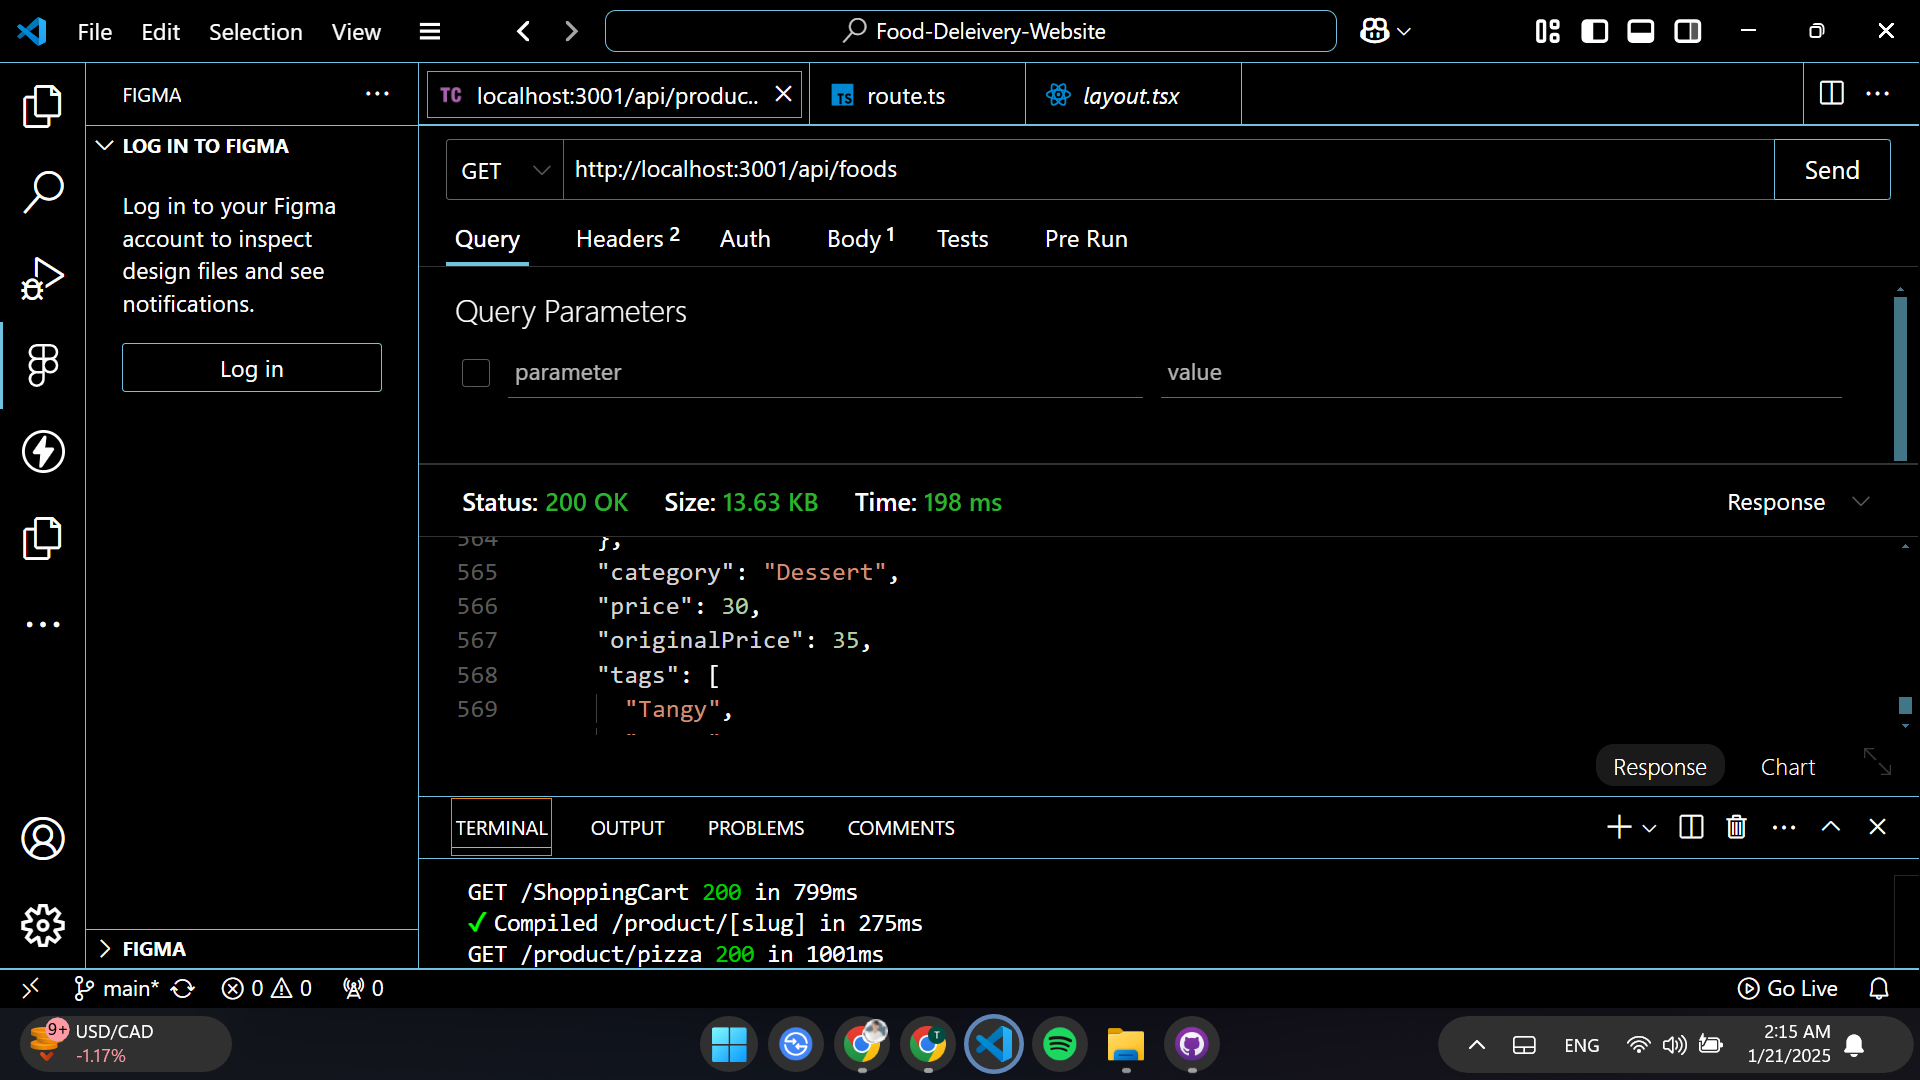 File Edit Selection View
Food-Deleivery-Website
FIGMA
TC localhost:3001/api/produc..
TS route.ts
layout.tsx
LOG IN TO FIGMA
Log in to your Figma
account to inspect
design files and see
notifications.
Log in
FIGMA
GET http://localhost:3001/api/foods Send
Query Headers 2 Auth Body 1 Tests Pre Run
Query Parameters
parameter value
Status: 200 OK Size: 13.63 KB Time: 198 ms Response
564 },
565 "category": "Dessert",
566 "price": 30,
567 "originalPrice": 35,
568 "tags": [
569 "Tangy",
Response Chart
TERMINAL OUTPUT PROBLEMS COMMENTS
GET /ShoppingCart 200 in 799ms
✓ Compiled /product/[slug] in 275ms
GET /product/pizza 200 in 1001ms
main* 0 0 0 Go Live
9+ USD/CAD
-1.17%
T
ENG
2:15 AM
1/21/2025